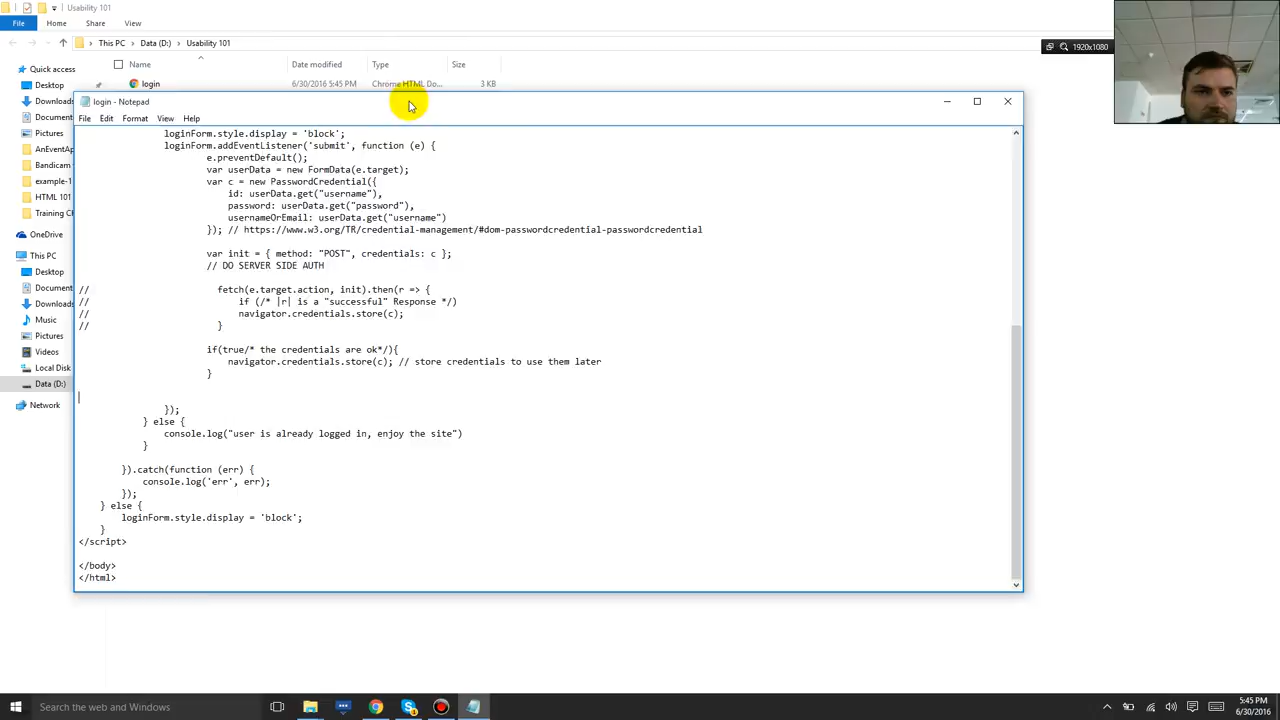 Usability 101
File Home Share View
This PC Data (D:) Usability 101
1920x1080
Quick access
Name Date modified Type Size
Desktop
login 6/30/2016 5:45 PM Chrome HTML Do... 3 KB
Downloads
login - Notepad
Document
File Edit Format View Help
Pictures
loginForm.style.display = 'block';
AnEventAp
loginForm.addEventListener('submit', function (e) {
e.preventDefault();
Bandicam
var userData = new FormData(e.target);
example-1
var c = new PasswordCredential({
id: userData.get("username"),
HTML 101
password: userData.get("password"),
Training Ch
usernameOrEmail: userData.get("username")
}); // https://www.w3.org/TR/credential-management/#dom-passwordcredential-passwordcredential
OneDrive
var init = { method: "POST", credentials: c };
This PC
// DO SERVER SIDE AUTH
Desktop
// fetch(e.target.action, init).then(r => {
Document
// if (/* |r| is a "successful" Response */)
Downloads
// navigator.credentials.store(c);
Music
// }
Pictures
if(true/* the credentials are ok*/){
Videos
navigator.credentials.store(c); // store credentials to use them later
Local Disk
}
Data (D:)
Network
});
} else {
console.log("user is already logged in, enjoy the site")
}
}).catch(function (err) {
console.log('err', err);
});
} else {
loginForm.style.display = 'block';
}
</script>
</body>
</html>
Search the web and Windows
5:45 PM
6/30/2016